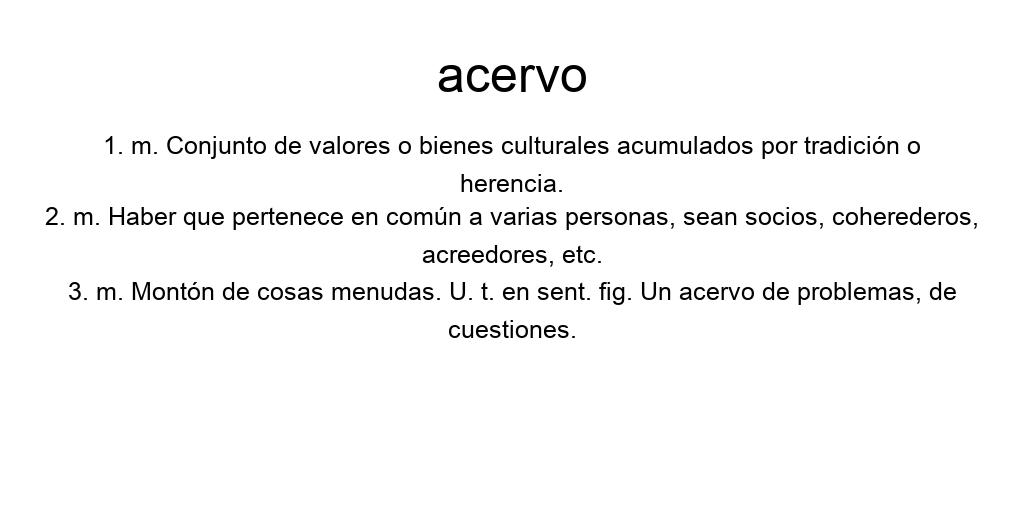 acervo
1. m. Conjunto de valores o bienes culturales acumulados por tradición o
herencia.
2. m. Haber que pertenece en común a varias personas, sean socios, coherederos,
acreedores, etc.
3. m. Montón de cosas menudas. U. t. en sent. fig. Un acervo de problemas, de
cuestiones.